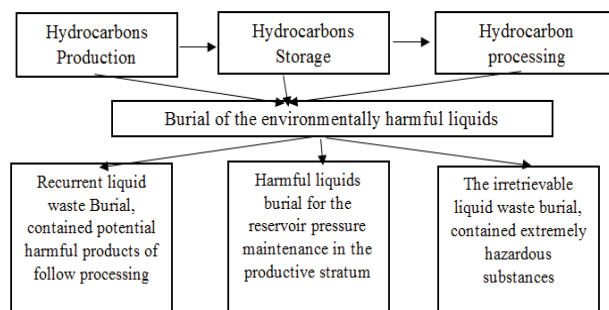 Hydrocarbons
Production
Hydrocarbons
Storage
Hydrocarbon
processing
Burial of the environmentally harmful liquids
Recurrent liquid
waste Burial,
contained potential
harmful products of
follow processing
Harmful liquids
burial for the
reservoir pressure
maintenance in the
productive stratum
The irretrievable
liquid waste burial,
contained extremely
hazardous
substances